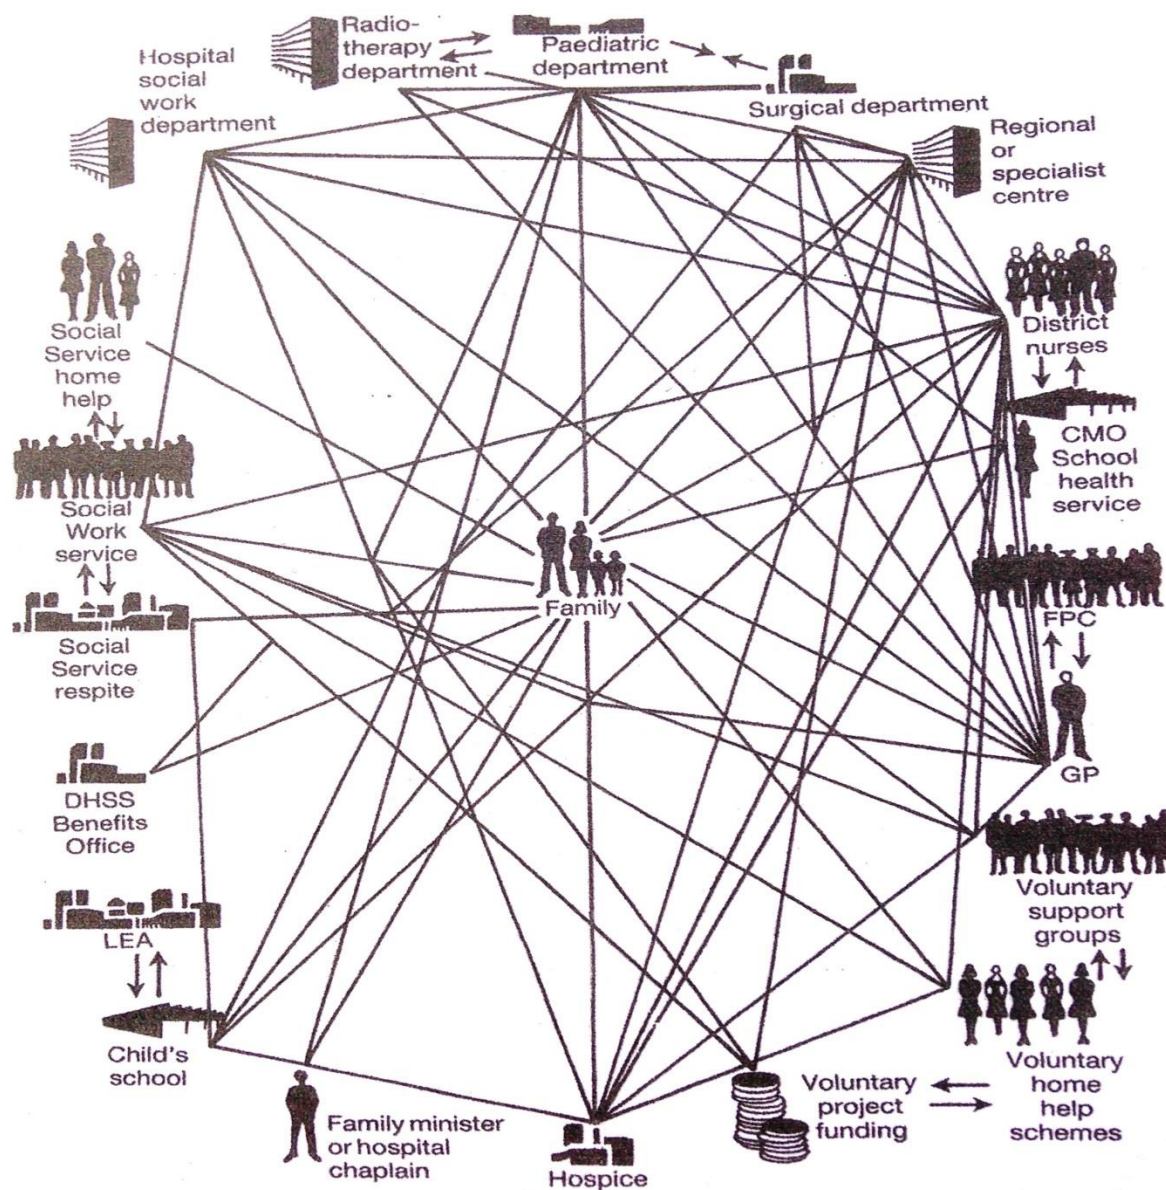 Radio-
therapy
department
Paediatric
department
Surgical department
Hospital
social
work
department
Regional
or
specialist
centre
Social
Service
home
help
District
nurses
CMO
School
health
service
Social
Work
service
Family
FPC
Social
Service
respite
GP
DHSS
Benefits
Office
Voluntary
support
groups
LEA
Child's
school
Family minister
or hospital
chaplain
Hospice
Voluntary
project
funding
Voluntary
home
help
schemes